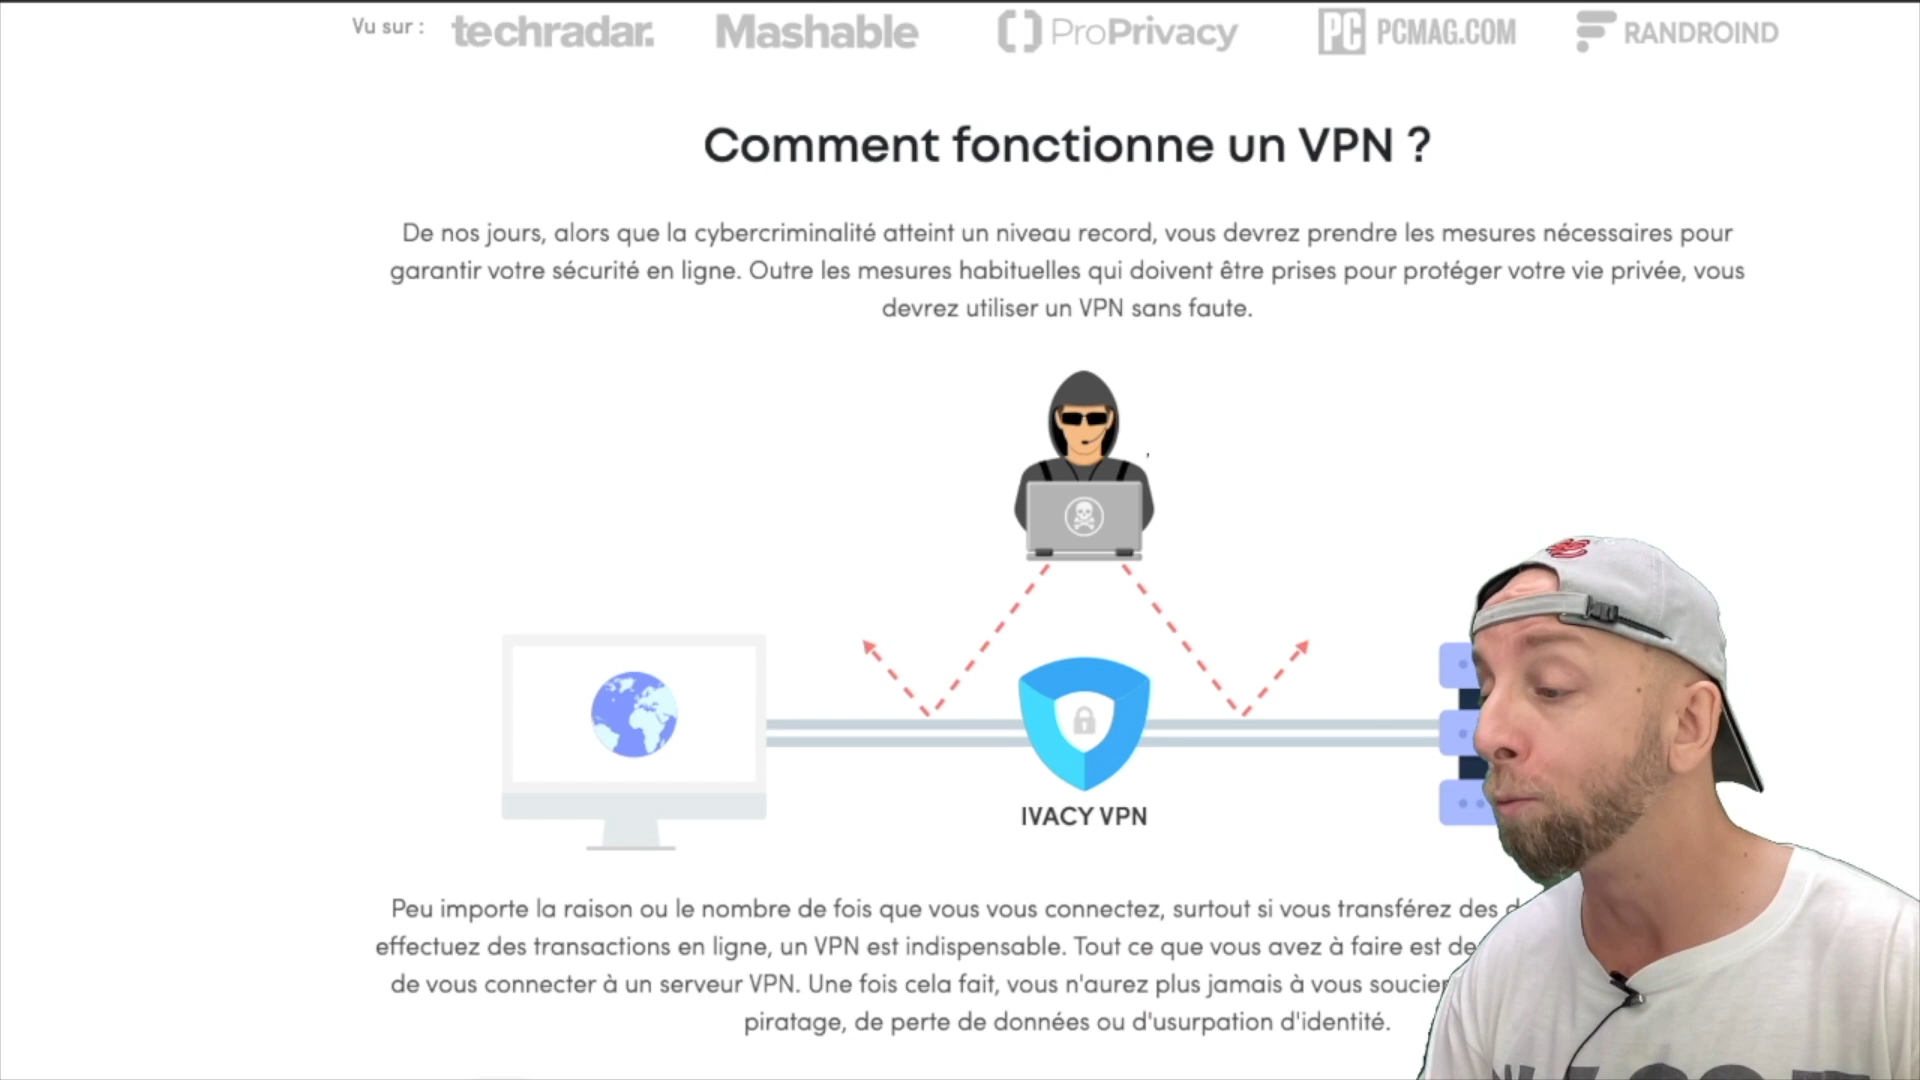 Vu sur :
techradar.
Mashable
ProPrivacy
PC PCMAG.COM
RANDROIND
Comment fonctionne un VPN ?
De nos jours, alors que la cybercriminalité atteint un niveau record, vous devrez prendre les mesures nécessaires pour
garantir votre sécurité en ligne. Outre les mesures habituelles qui doivent être prises pour protéger votre vie privée, vous
devrez utiliser un VPN sans faute.
IVACY VPN
Peu importe la raison ou le nombre de fois que vous vous connectez, surtout si vous transférez des
effectuez des transactions en ligne, un VPN est indispensable. Tout ce que vous avez à faire est
de vous connecter à un serveur VPN. Une fois cela fait, vous n'aurez plus jamais à vous soucier
piratage, de perte de données ou d'usurpation d'identité.